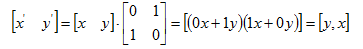 [x' y'] = [x y] · [0 1; 1 0] = [(0x+1y)(1x+0y)] = [y,x]